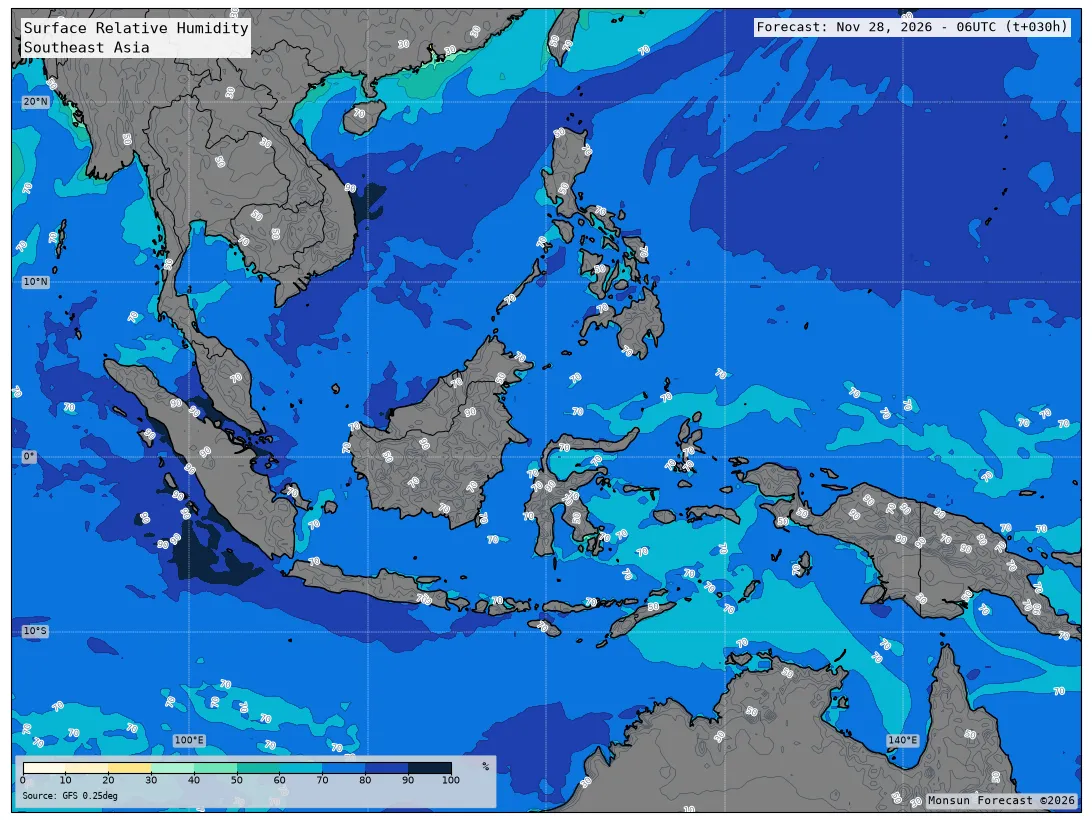 Surface Relative Humidity
Southeast Asia
Forecast: Nov 28, 2026 - 06UTC (t+030h)
20°N
10°N
0°
10°S
100°E
140°E
0 10 20 30 40 50 60 70 80 90 100
%
Source: GFS 0.25deg
Monsun Forecast ©2026